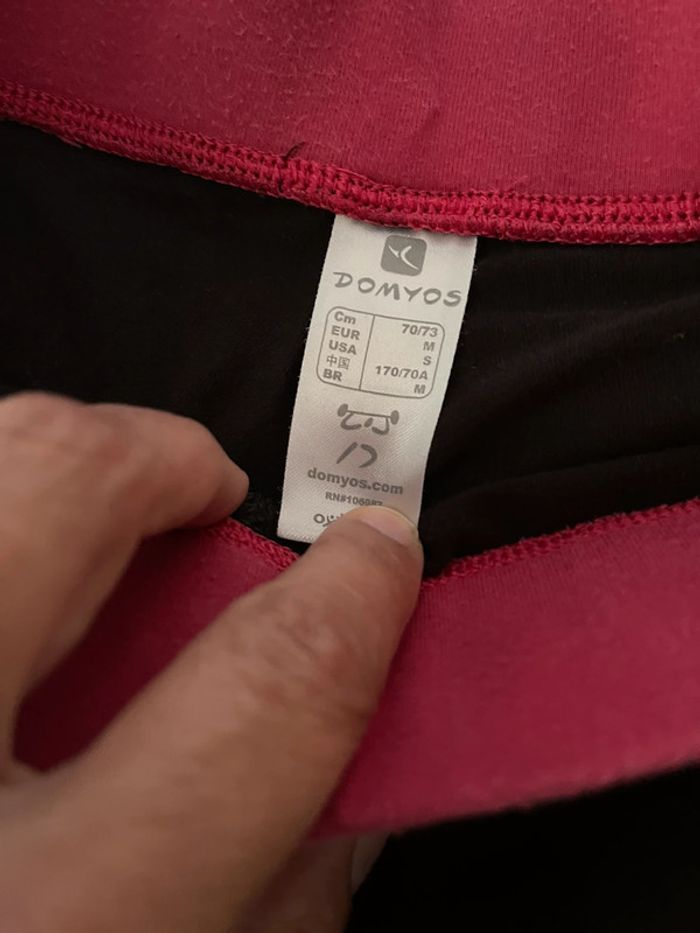 DOMYOS
Cm 70/73
EUR M
USA S
中国 170/70A
BR M
domyos.com